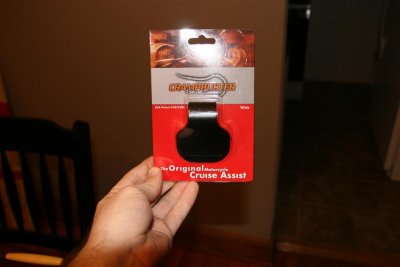 CRAMPBUSTER
Wide
The Original Motorcycle
Cruise Assist